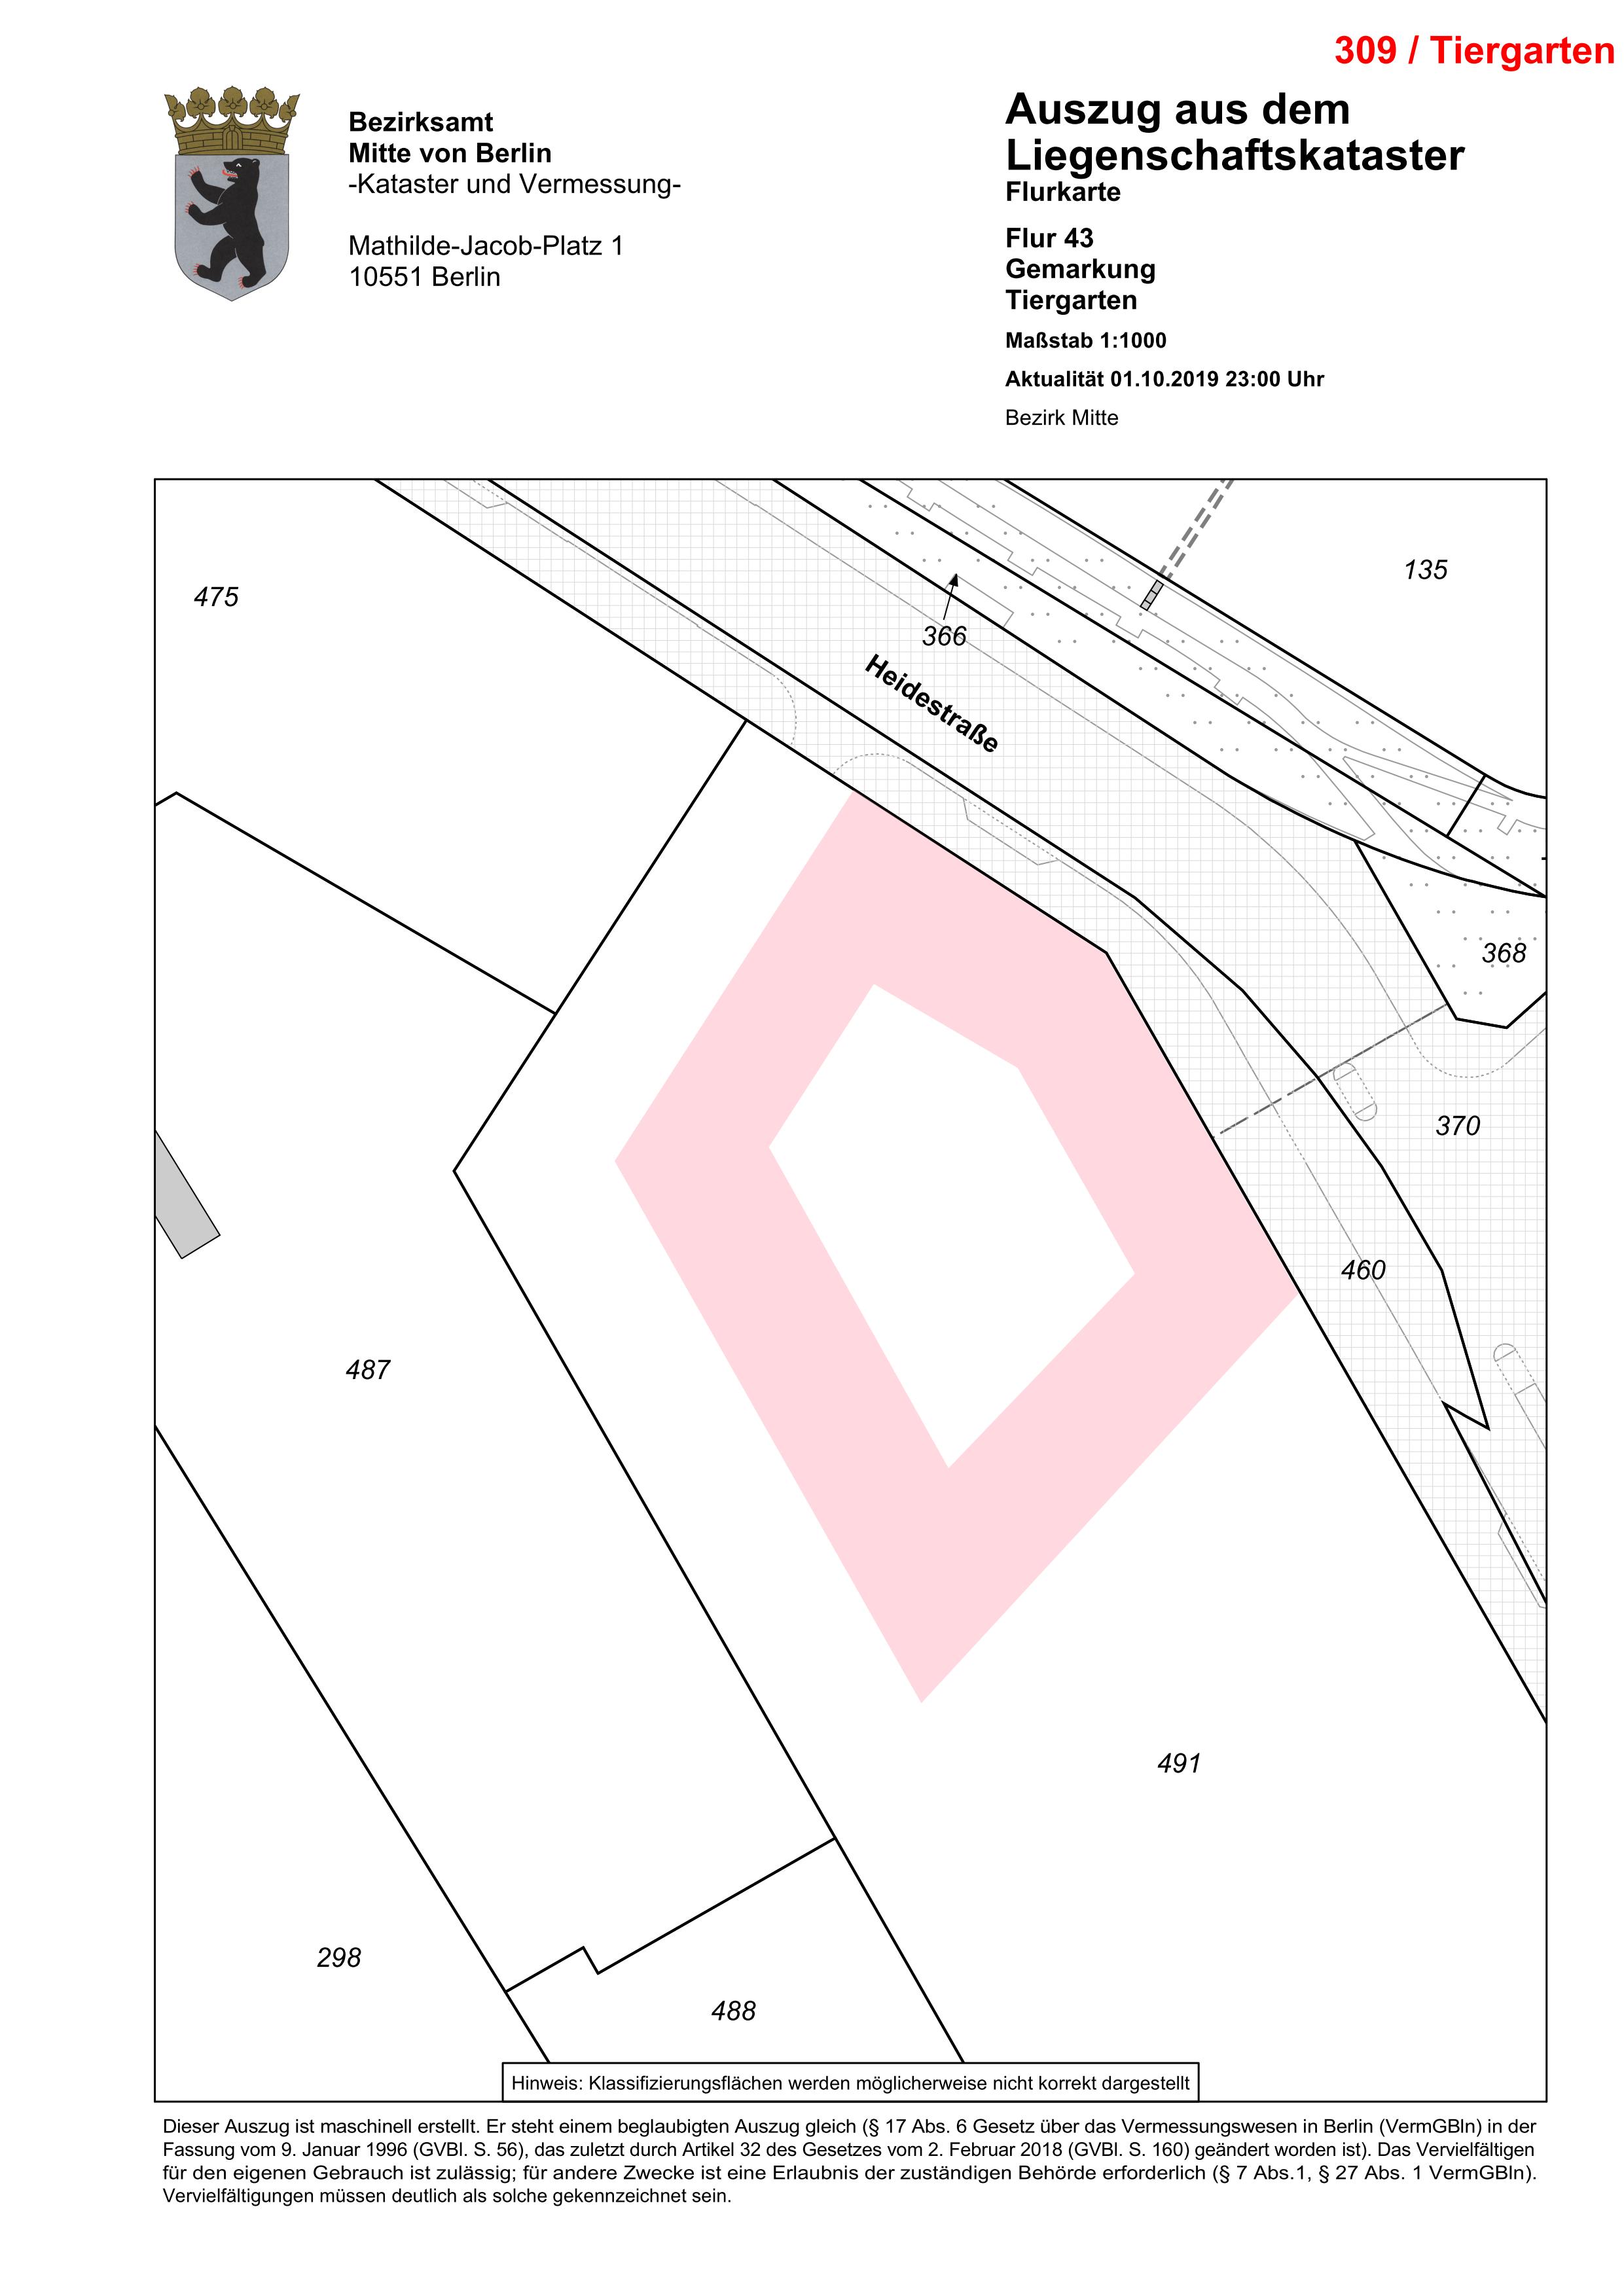 309 / Tiergarten
Bezirksamt
Mitte von Berlin
-Kataster und Vermessung-
Mathilde-Jacob-Platz 1
10551 Berlin
Auszug aus dem
Liegenschaftskataster
Flurkarte
Flur 43
Gemarkung
Tiergarten
Maßstab 1:1000
Aktualität 01.10.2019 23:00 Uhr
Bezirk Mitte
135
475
366
Heidestraße
368
370
460
487
491
298
488
Hinweis: Klassifizierungsflächen werden möglicherweise nicht korrekt dargestellt
Dieser Auszug ist maschinell erstellt. Er steht einem beglaubigten Auszug gleich (§ 17 Abs. 6 Gesetz über das Vermessungswesen in Berlin (VermGBln) in der
Fassung vom 9. Januar 1996 (GVBl. S. 56), das zuletzt durch Artikel 32 des Gesetzes vom 2. Februar 2018 (GVBl. S. 160) geändert worden ist). Das Vervielfältigen
für den eigenen Gebrauch ist zulässig; für andere Zwecke ist eine Erlaubnis der zuständigen Behörde erforderlich (§ 7 Abs.1, § 27 Abs. 1 VermGBln).
Vervielfältigungen müssen deutlich als solche gekennzeichnet sein.